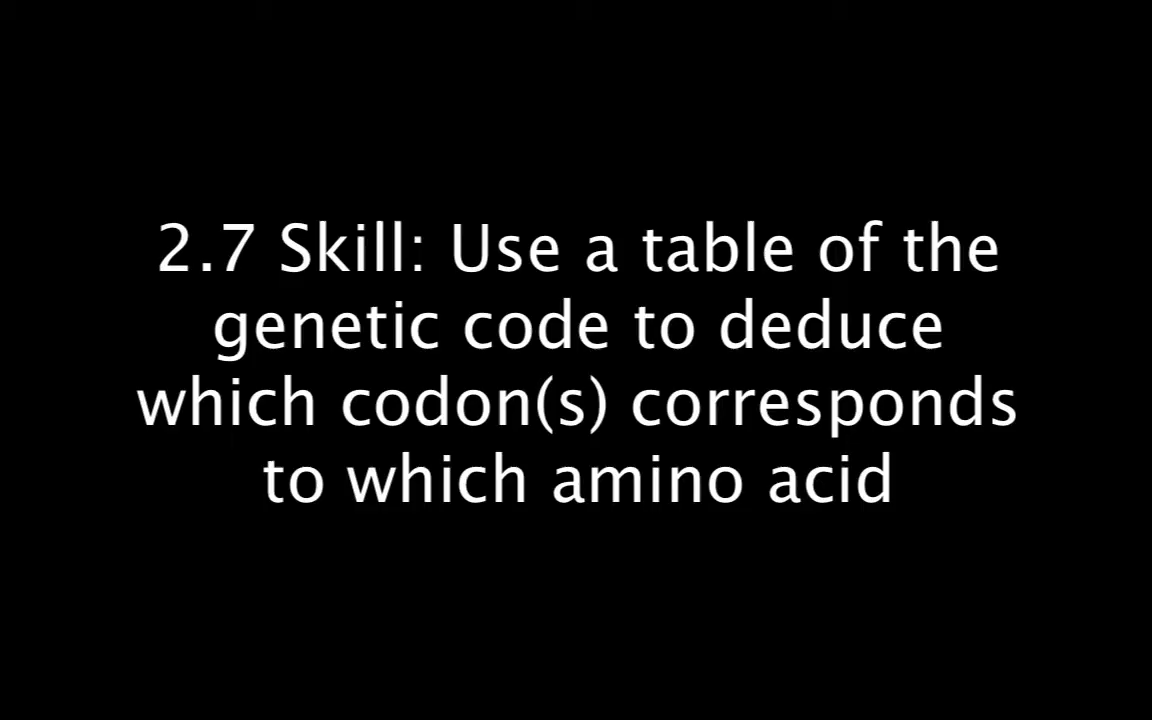 2.7 Skill: Use a table of the
genetic code to deduce
which codon(s) corresponds
to which amino acid